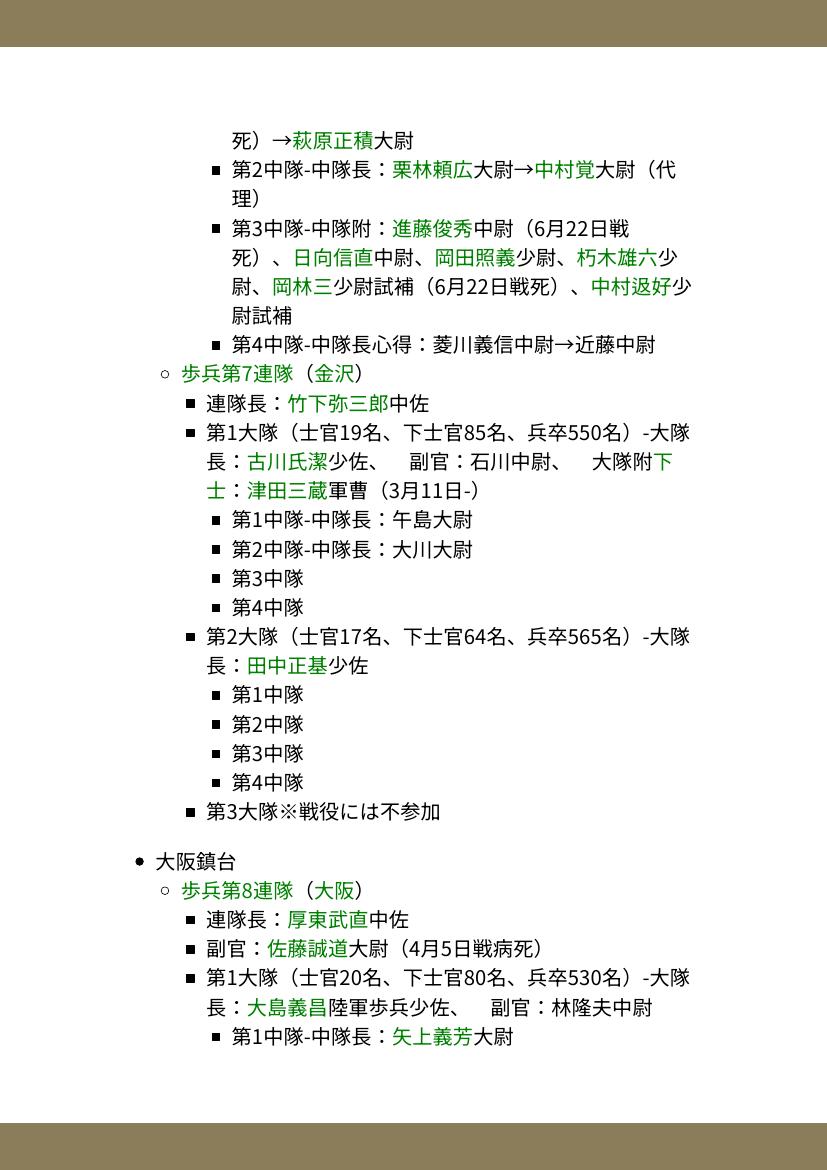 死）→萩原正積大尉
第2中隊-中隊長：栗林頼広大尉→中村覚大尉（代
理）
第3中隊-中隊附：進藤俊秀中尉（6月22日戦
死）、日向信直中尉、岡田照義少尉、朽木雄六少
尉、岡林三少尉試補（6月22日戦死）、中村返好少
尉試補
第4中隊-中隊長心得：菱川義信中尉→近藤中尉
歩兵第7連隊（金沢）
連隊長：竹下弥三郎中佐
第1大隊（士官19名、下士官85名、兵卒550名）-大隊
長：古川氏潔少佐、　副官：石川中尉、　大隊附下
士：津田三蔵軍曹（3月11日-）
第1中隊-中隊長：午島大尉
第2中隊-中隊長：大川大尉
第3中隊
第4中隊
第2大隊（士官17名、下士官64名、兵卒565名）-大隊
長：田中正基少佐
第1中隊
第2中隊
第3中隊
第4中隊
第3大隊※戦役には不参加
大阪鎮台
歩兵第8連隊（大阪）
連隊長：厚東武直中佐
副官：佐藤誠道大尉（4月5日戦病死）
第1大隊（士官20名、下士官80名、兵卒530名）-大隊
長：大島義昌陸軍歩兵少佐、　副官：林隆夫中尉
第1中隊-中隊長：矢上義芳大尉